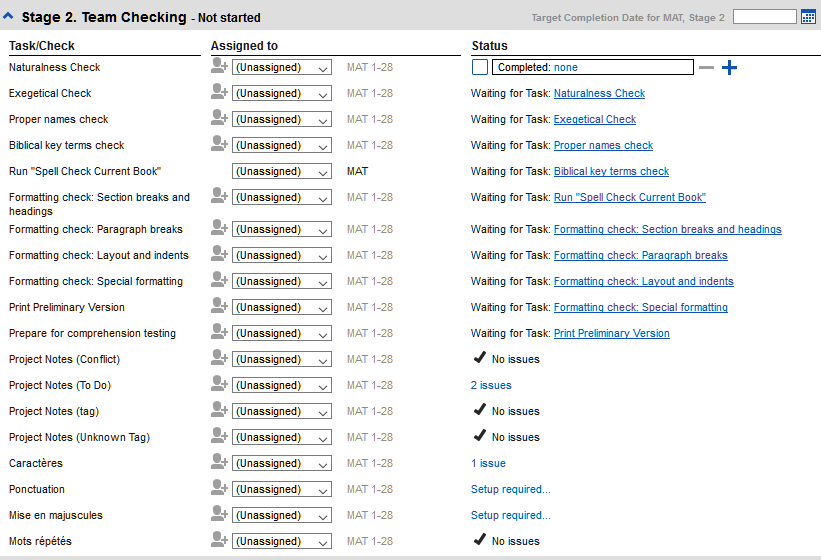 Stage 2. Team Checking - Not started Target Completion Date for MAT, Stage 2
Task/Check Assigned to Status
Naturalness Check (Unassigned) MAT 1-28 Completed: none
Exegetical Check (Unassigned) MAT 1-28 Waiting for Task: Naturalness Check
Proper names check (Unassigned) MAT 1-28 Waiting for Task: Exegetical Check
Biblical key terms check (Unassigned) MAT 1-28 Waiting for Task: Proper names check
Run "Spell Check Current Book" (Unassigned) MAT Waiting for Task: Biblical key terms check
Formatting check: Section breaks and (Unassigned) MAT 1-28 Waiting for Task: Run "Spell Check Current Book"
headings
Formatting check: Paragraph breaks (Unassigned) MAT 1-28 Waiting for Task: Formatting check: Section breaks and headings
Formatting check: Layout and indents (Unassigned) MAT 1-28 Waiting for Task: Formatting check: Paragraph breaks
Formatting check: Special formatting (Unassigned) MAT 1-28 Waiting for Task: Formatting check: Layout and indents
Print Preliminary Version (Unassigned) MAT 1-28 Waiting for Task: Formatting check: Special formatting
Prepare for comprehension testing (Unassigned) MAT 1-28 Waiting for Task: Print Preliminary Version
Project Notes (Conflict) (Unassigned) MAT 1-28 No issues
Project Notes (To Do) (Unassigned) MAT 1-28 2 issues
Project Notes (tag) (Unassigned) MAT 1-28 No issues
Project Notes (Unknown Tag) (Unassigned) MAT 1-28 No issues
Caractères (Unassigned) MAT 1-28 1 issue
Ponctuation (Unassigned) MAT 1-28 Setup required...
Mise en majuscules (Unassigned) MAT 1-28 Setup required...
Mots répétés (Unassigned) MAT 1-28 No issues